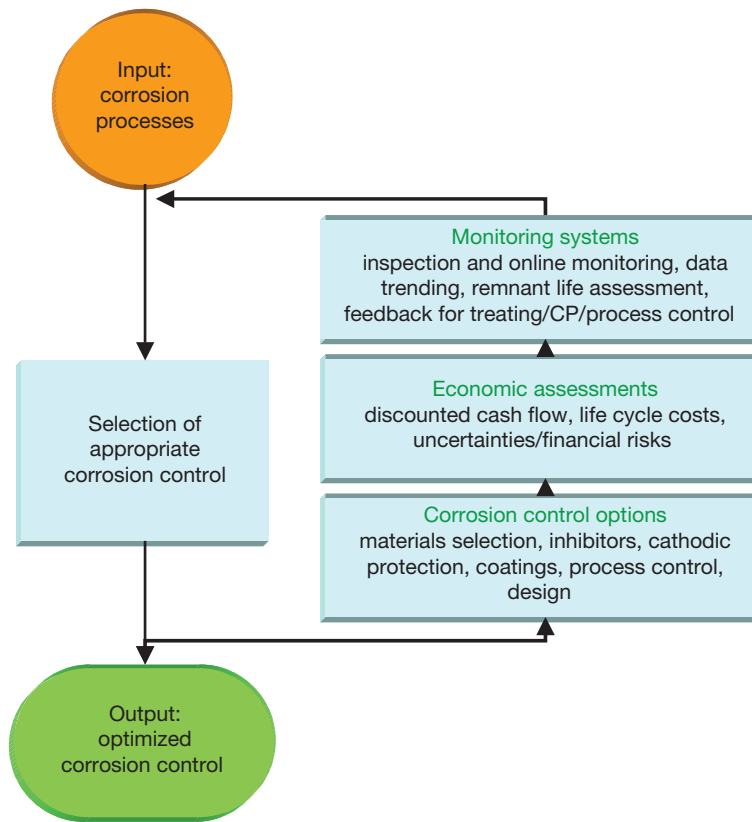 Input:
corrosion
processes
Monitoring systems
inspection and online monitoring, data
trending, remnant life assessment,
feedback for treating/CP/process control
Selection of
appropriate
corrosion control
Economic assessments
discounted cash flow, life cycle costs,
uncertainties/financial risks
Corrosion control options
materials selection, inhibitors, cathodic
protection, coatings, process control,
design
Output:
optimized
corrosion control